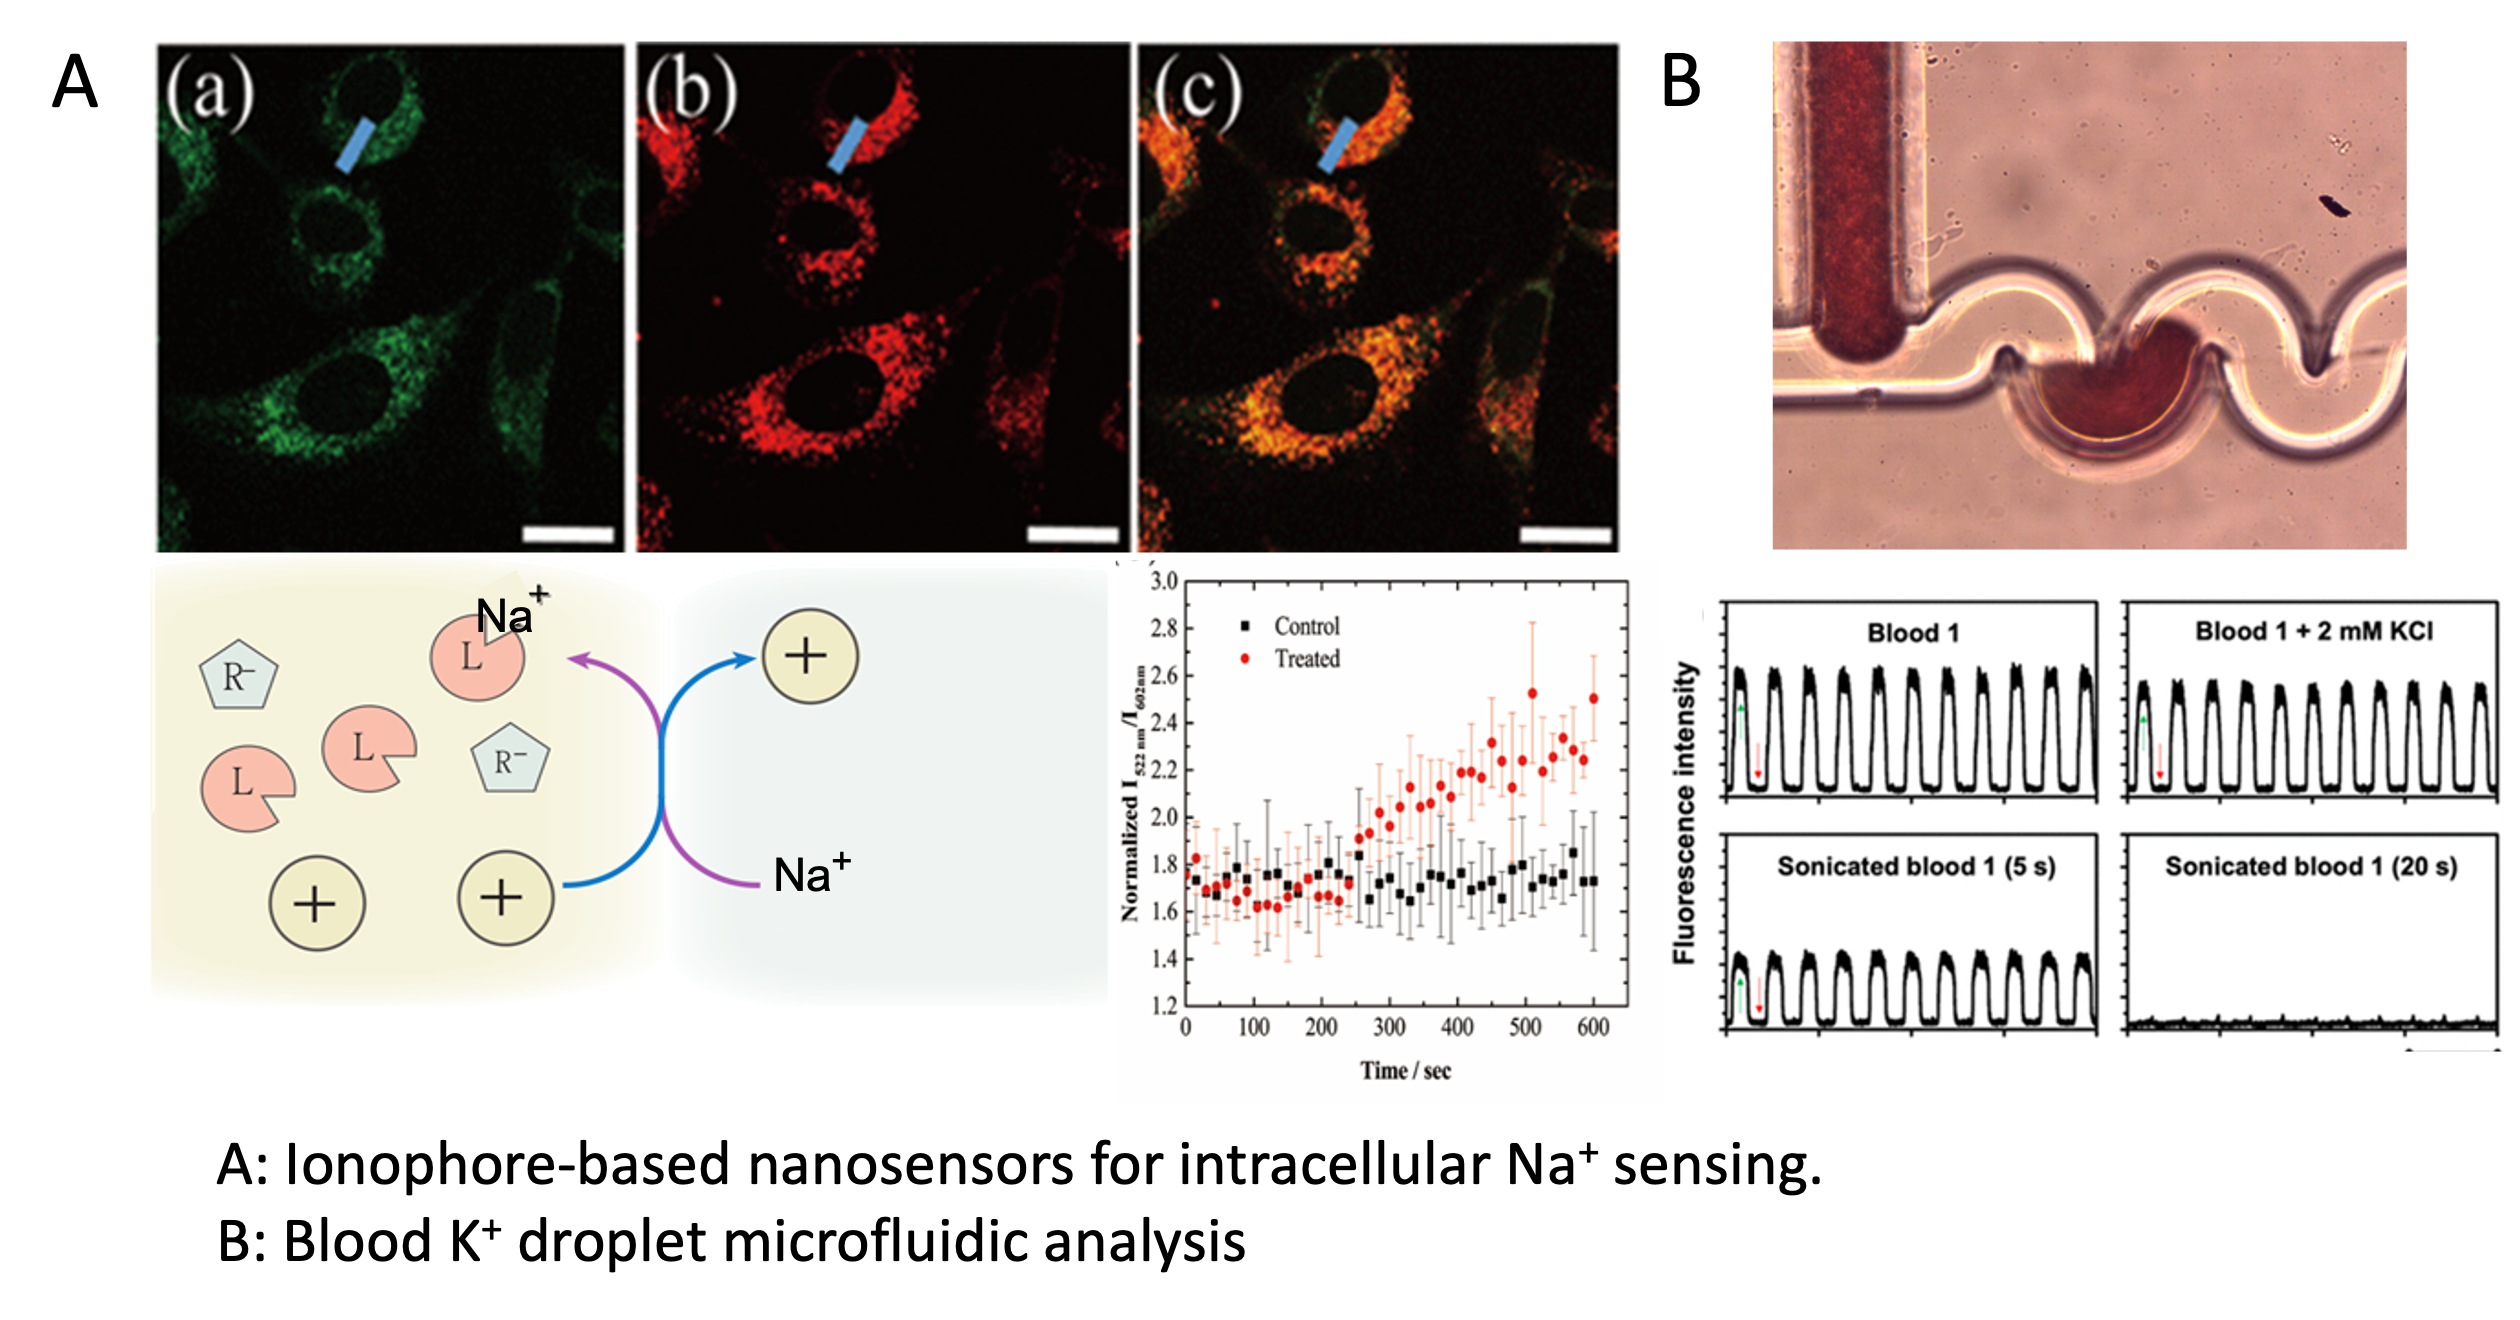 A
(a)
(b)
(c)
B
Na+
R−
L
L
L
R−
+
+
+
Na+
3.0
2.8
2.6
2.4
2.2
2.0
1.8
1.6
1.4
1.2
Normalized I522 nm/I602nm
Control
Treated
0 100 200 300 400 500 600
Time / sec
Fluorescence intensity
Blood 1
Blood 1 + 2 mM KCl
Sonicated blood 1 (5 s)
Sonicated blood 1 (20 s)
A: Ionophore-based nanosensors for intracellular Na+ sensing.
B: Blood K+ droplet microfluidic analysis